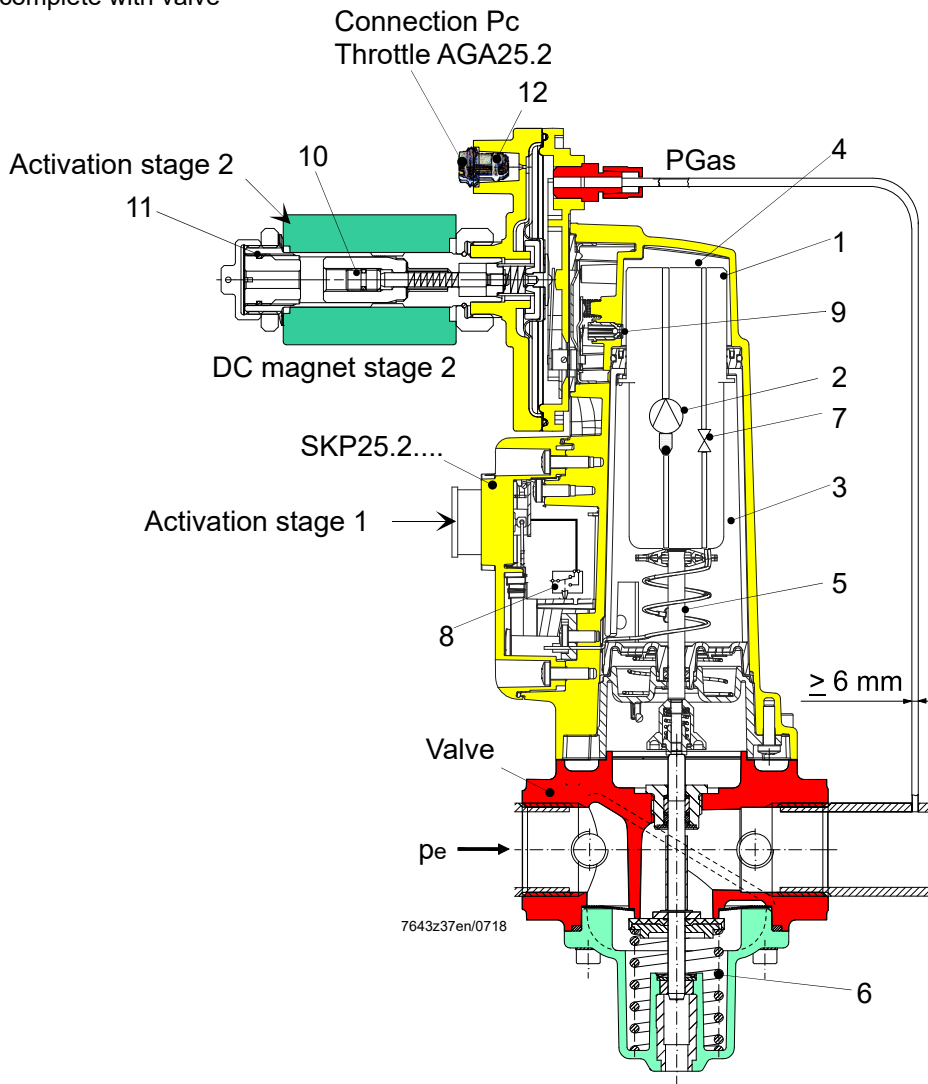 complete with valve
Connection Pc
Throttle AGA25.2
12
PGas
4
Activation stage 2
10
11
1
9
DC magnet stage 2
2
7
SKP25.2....
3
Activation stage 1
5
8
≥ 6 mm
Valve
pe
7643z37en/0718
6